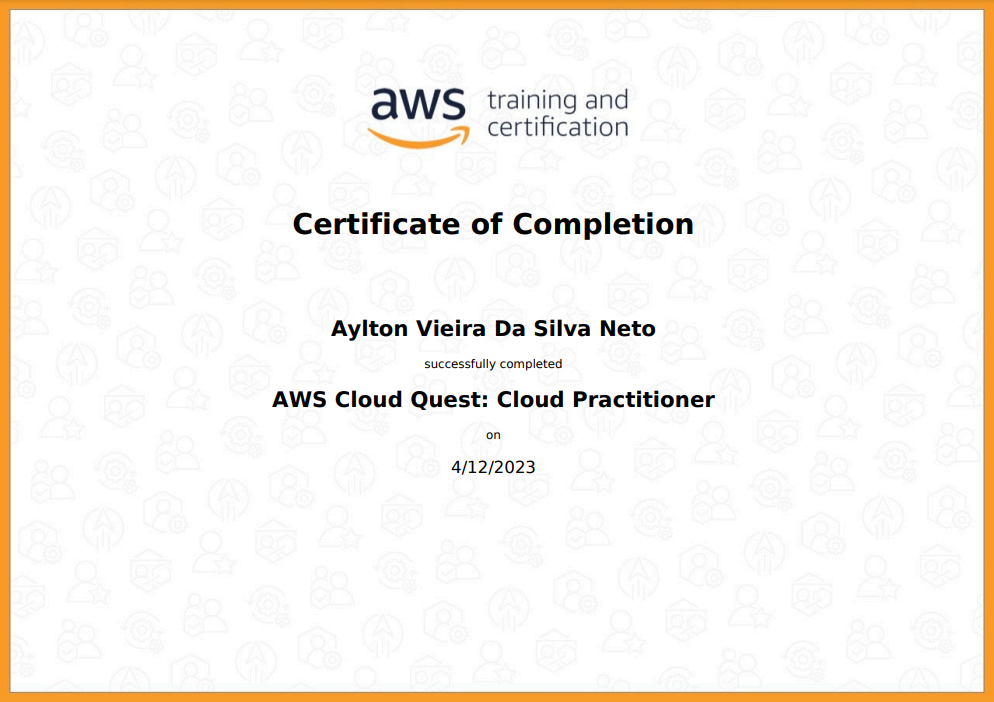 aws training and
certification
Certificate of Completion
Aylton Vieira Da Silva Neto
successfully completed
AWS Cloud Quest: Cloud Practitioner
on
4/12/2023